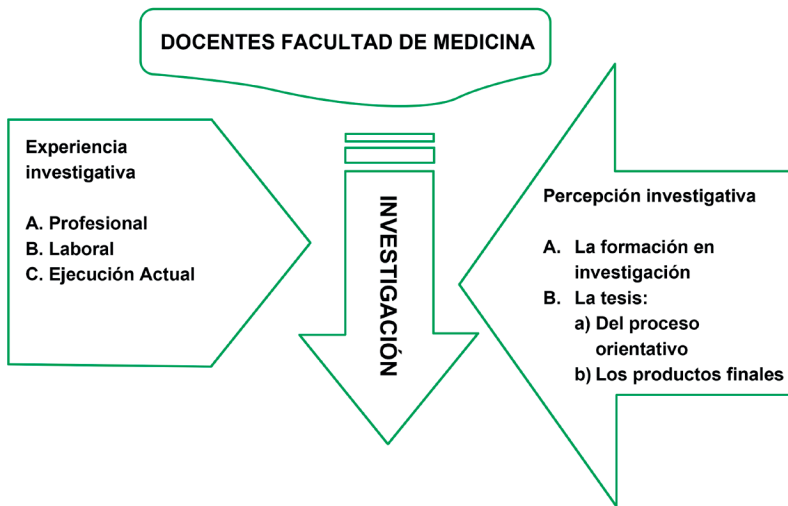 DOCENTES FACULTAD DE MEDICINA
Experiencia
investigativa
A. Profesional
B. Laboral
C. Ejecución Actual
INVESTIGACIÓN
Percepción investigativa
A. La formación en
investigación
B. La tesis:
a) Del proceso
orientativo
b) Los productos finales